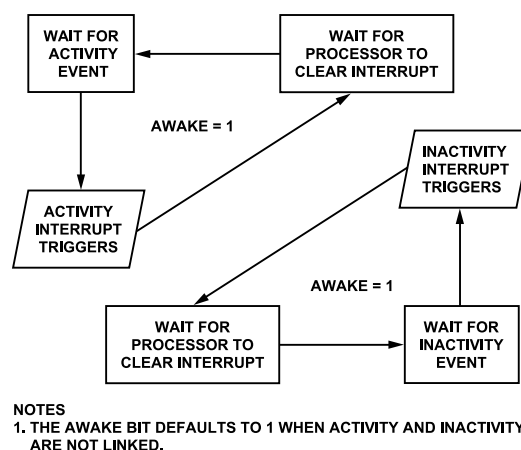 WAIT FOR
ACTIVITY
EVENT
WAIT FOR
PROCESSOR TO
CLEAR INTERRUPT
AWAKE = 1
ACTIVITY
INTERRUPT
TRIGGERS
INACTIVITY
INTERRUPT
TRIGGERS
AWAKE = 1
WAIT FOR
PROCESSOR TO
CLEAR INTERRUPT
WAIT FOR
INACTIVITY
EVENT
NOTES
1. THE AWAKE BIT DEFAULTS TO 1 WHEN ACTIVITY AND INACTIVITY
ARE NOT LINKED.